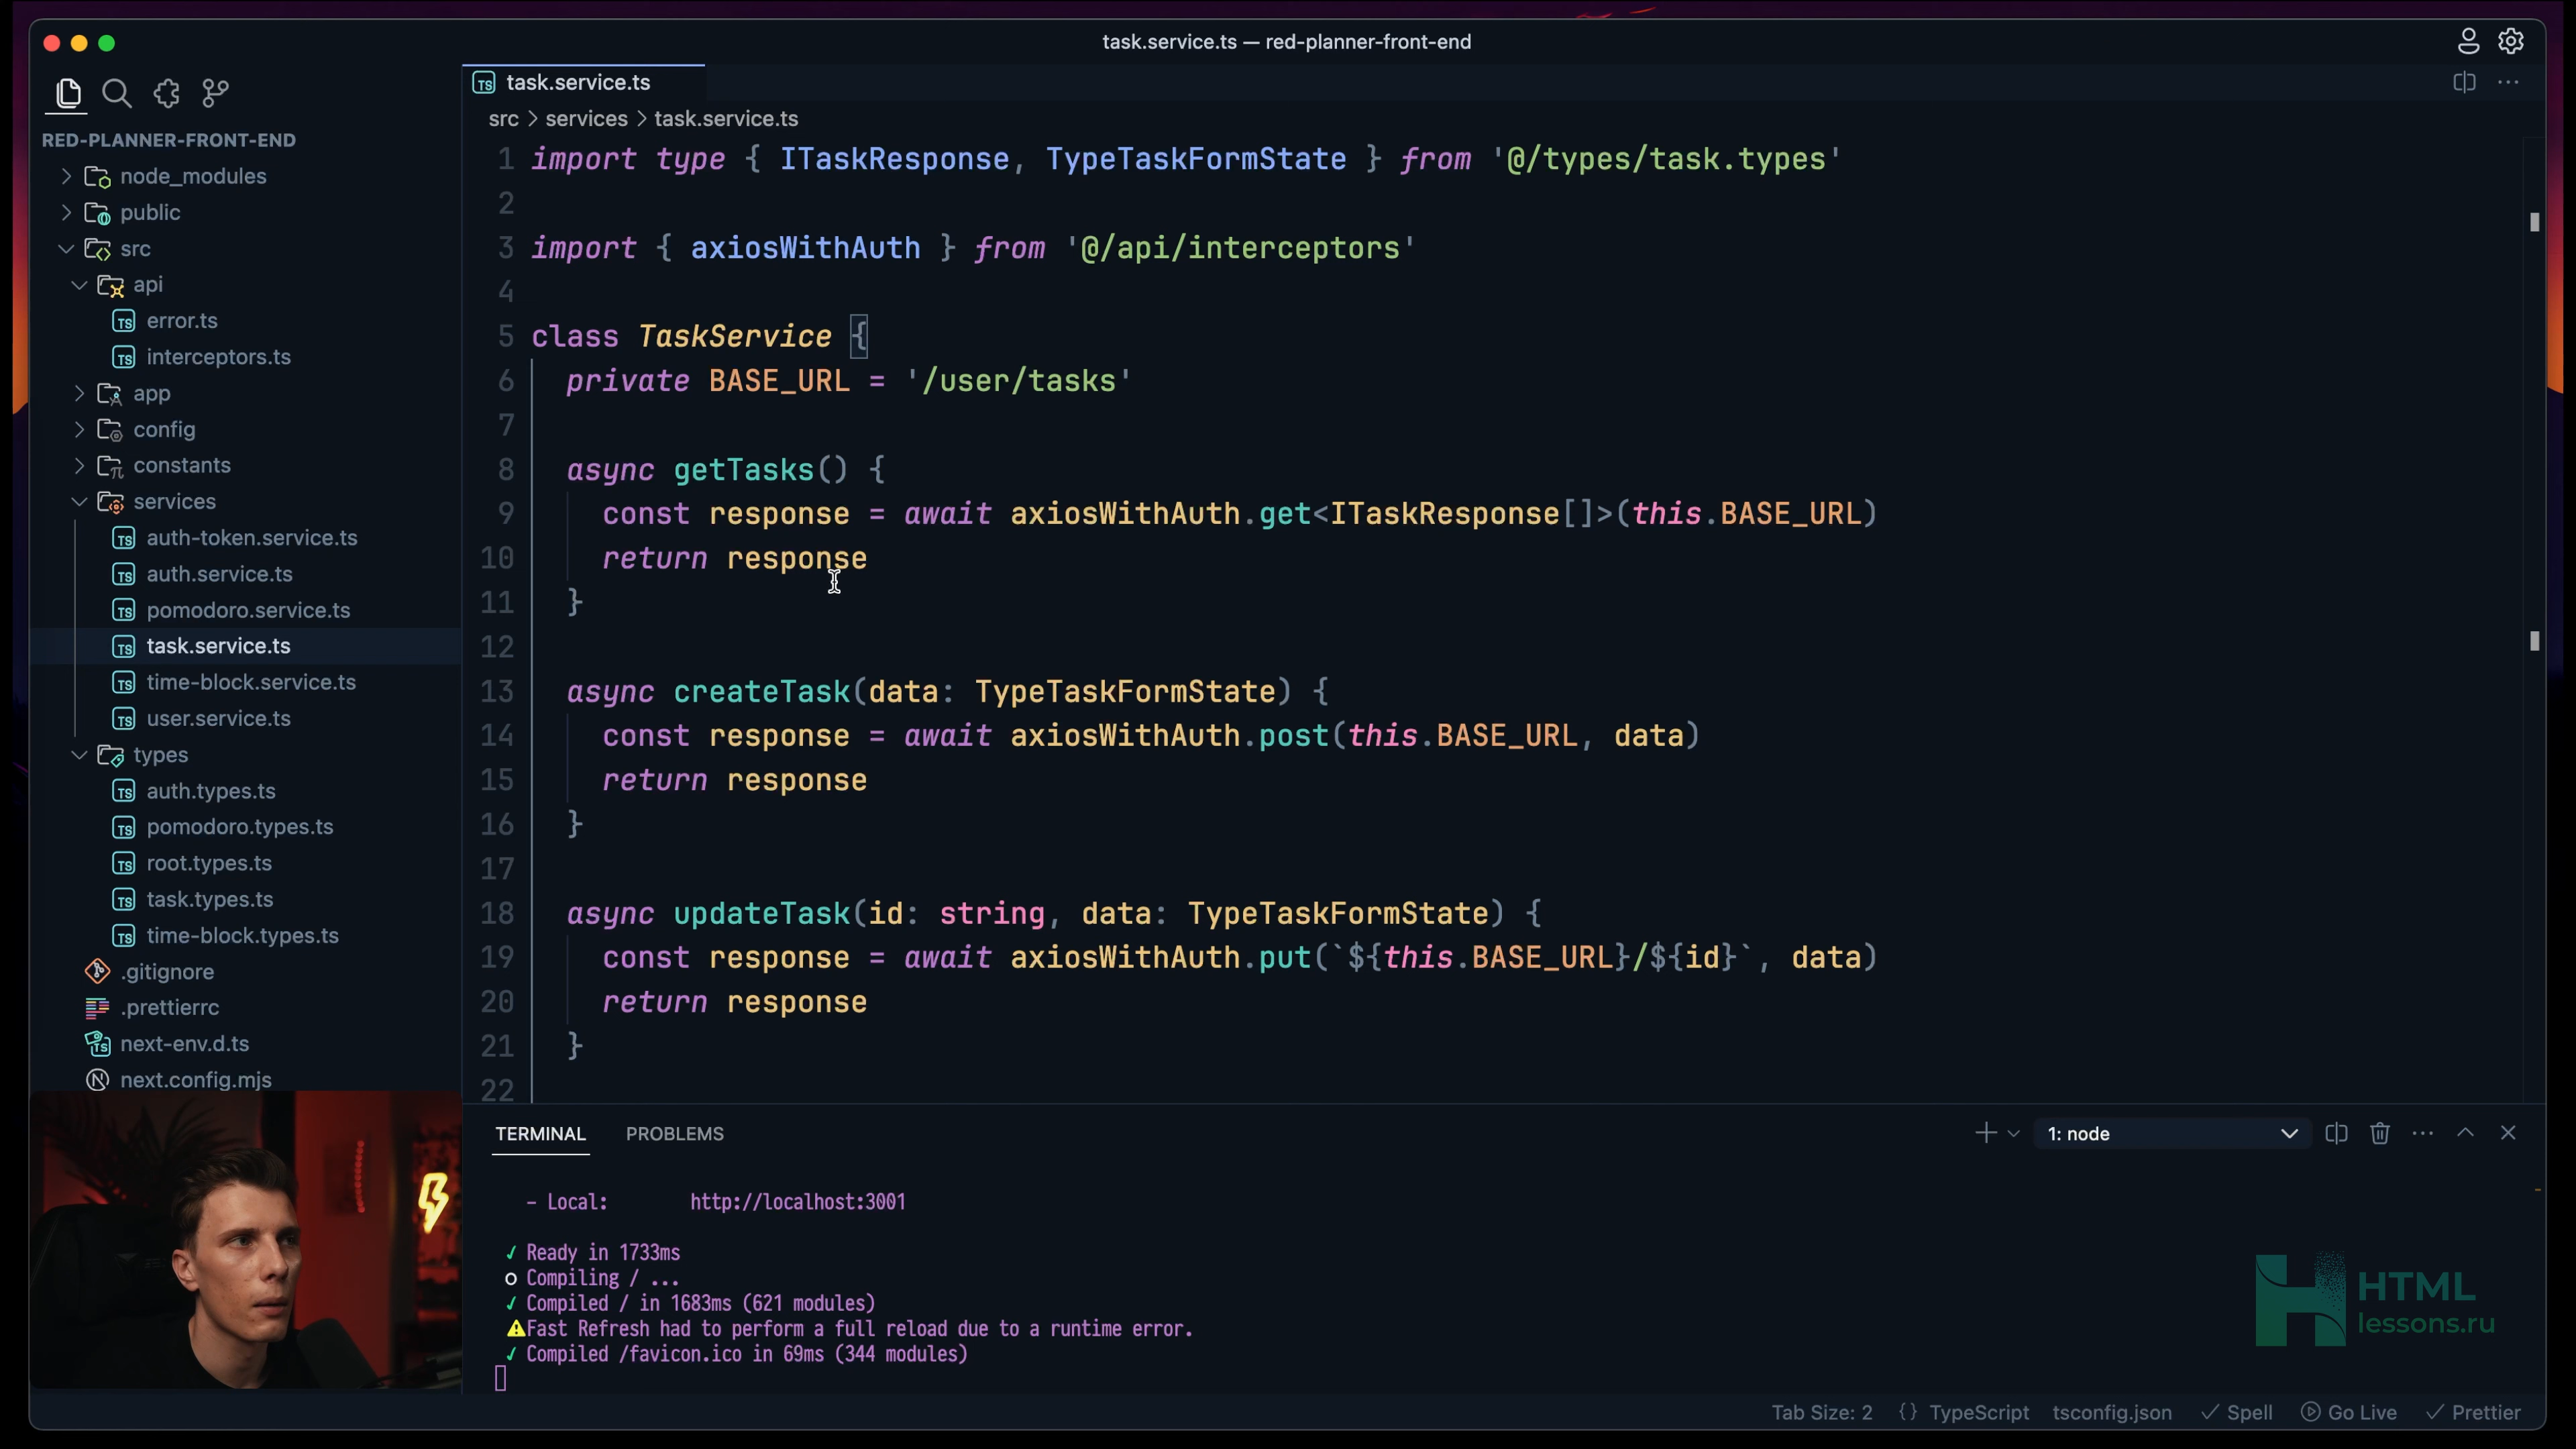 task.service.ts — red-planner-front-end
task.service.ts
src > services > task.service.ts
RED-PLANNER-FRONT-END
node_modules
public
src
api
error.ts
interceptors.ts
app
config
constants
services
auth-token.service.ts
auth.service.ts
pomodoro.service.ts
task.service.ts
time-block.service.ts
user.service.ts
types
auth.types.ts
pomodoro.types.ts
root.types.ts
task.types.ts
time-block.types.ts
.gitignore
.prettierrc
next-env.d.ts
next.config.mjs
1 import type { ITaskResponse, TypeTaskFormState } from '@/types/task.types'
2
3 import { axiosWithAuth } from '@/api/interceptors'
4
5 class TaskService {
6 private BASE_URL = '/user/tasks'
7
8 async getTasks() {
9 const response = await axiosWithAuth.get<ITaskResponse[]>(this.BASE_URL)
10 return response
11 }
12
13 async createTask(data: TypeTaskFormState) {
14 const response = await axiosWithAuth.post(this.BASE_URL, data)
15 return response
16 }
17
18 async updateTask(id: string, data: TypeTaskFormState) {
19 const response = await axiosWithAuth.put(`${this.BASE_URL}/${id}`, data)
20 return response
21 }
22
TERMINAL PROBLEMS
1: node
- Local: http://localhost:3001
✓ Ready in 1733ms
○ Compiling / ...
✓ Compiled / in 1683ms (621 modules)
⚠Fast Refresh had to perform a full reload due to a runtime error.
✓ Compiled /favicon.ico in 69ms (344 modules)
HTML
lessons.ru
Tab Size: 2 {} TypeScript tsconfig.json ✓ Spell Go Live ✓ Prettier